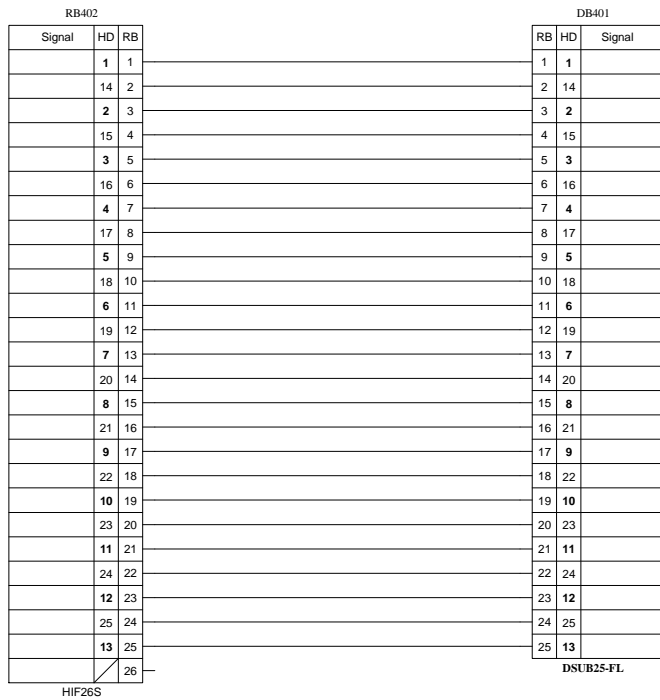 RB402 DB401
Signal HD RB RB HD Signal
1 1 1 1
14 2 2 14
2 3 3 2
15 4 4 15
3 5 5 3
16 6 6 16
4 7 7 4
17 8 8 17
5 9 9 5
18 10 10 18
6 11 11 6
19 12 12 19
7 13 13 7
20 14 14 20
8 15 15 8
21 16 16 21
9 17 17 9
22 18 18 22
10 19 19 10
23 20 20 23
11 21 21 11
24 22 22 24
12 23 23 12
25 24 24 25
13 25 25 13
26 DSUB25-FL
HIF26S